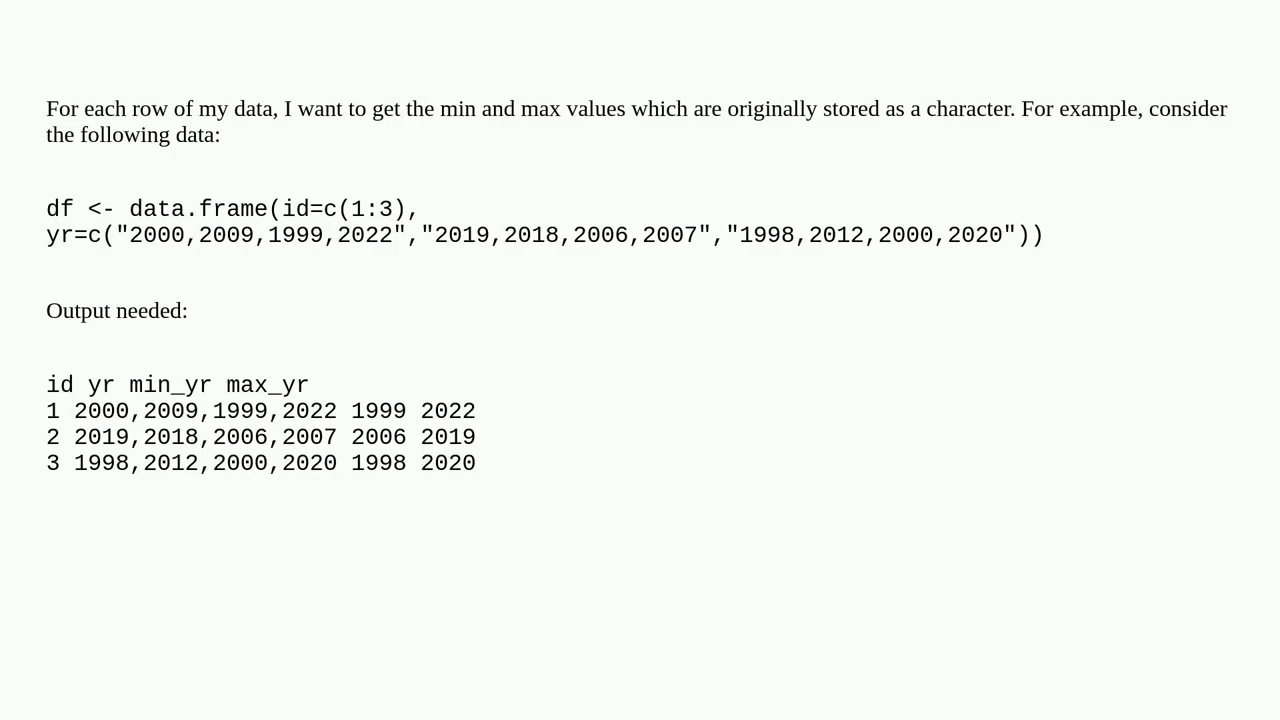 For each row of my data, I want to get the min and max values which are originally stored as a character. For example, consider
the following data:
df <- data.frame(id=c(1:3),
yr=c("2000,2009,1999,2022","2019,2018,2006,2007","1998,2012,2000,2020"))
Output needed:
id yr min_yr max_yr
1 2000,2009,1999,2022 1999 2022
2 2019,2018,2006,2007 2006 2019
3 1998,2012,2000,2020 1998 2020